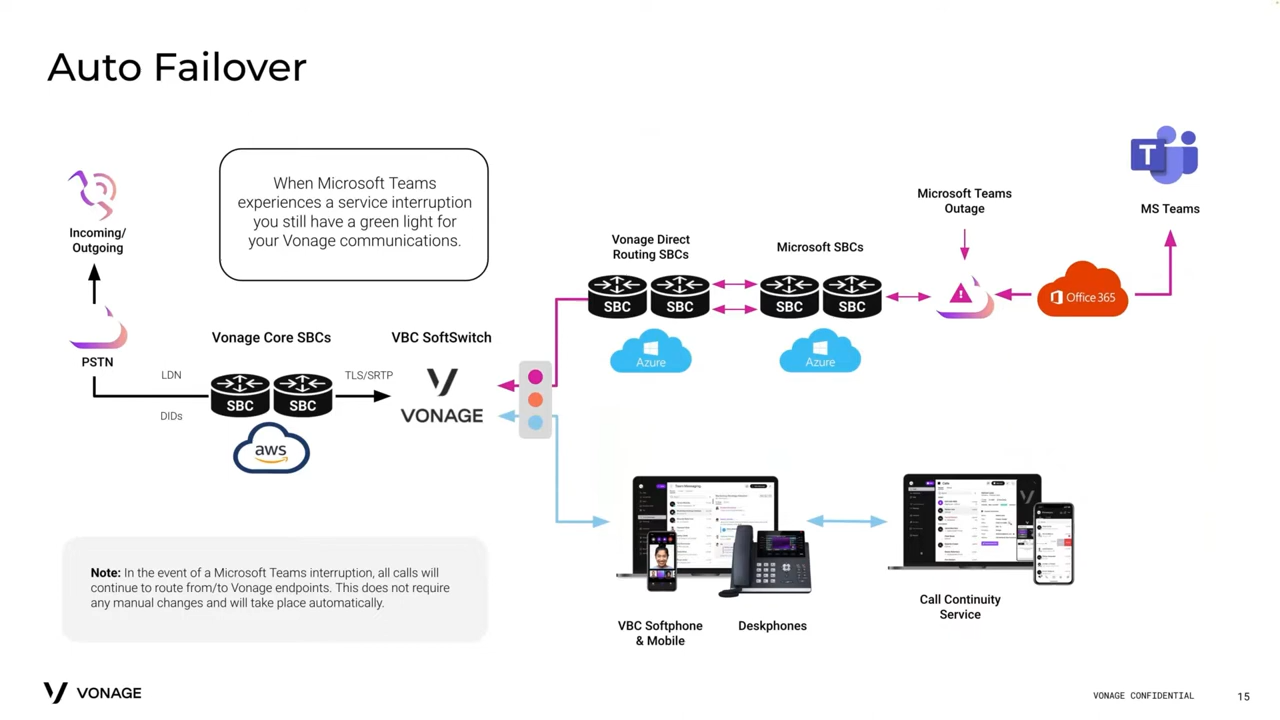 Auto Failover
When Microsoft Teams
experiences a service interruption
you still have a green light for
your Vonage communications.
Incoming/
Outgoing
PSTN
LDN
DIDs
Vonage Core SBCs
SBC
SBC
aws
TLS/SRTP
VBC SoftSwitch
VONAGE
Vonage Direct
Routing SBCs
SBC
SBC
Azure
Microsoft SBCs
SBC
SBC
Azure
Microsoft Teams
Outage
Office 365
T
MS Teams
Team Messaging
Calls
VBC Softphone
& Mobile
Deskphones
Call Continuity
Service
Note: In the event of a Microsoft Teams interruption, all calls will
continue to route from/to Vonage endpoints. This does not require
any manual changes and will take place automatically.
VONAGE
VONAGE CONFIDENTIAL
15